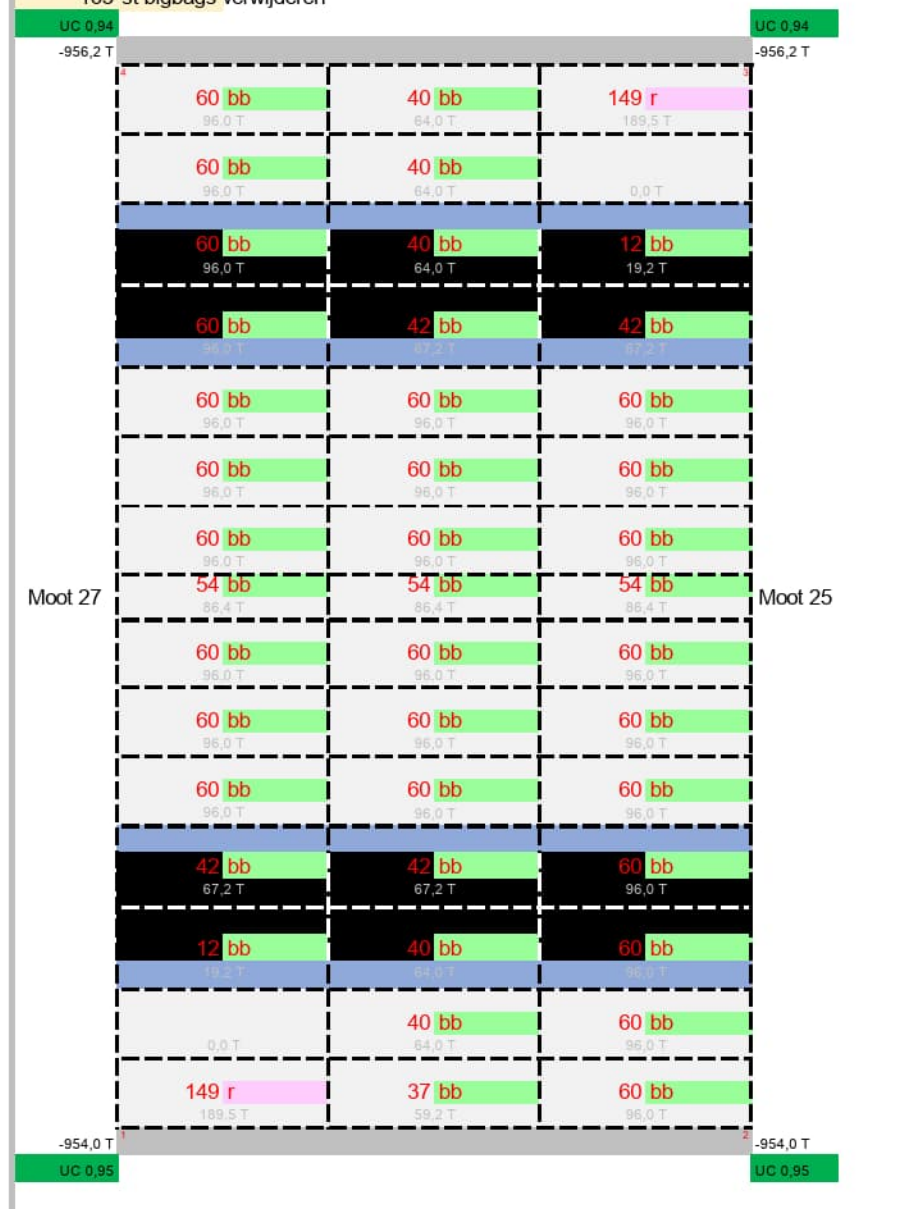 st bigbags verwijderen
UC 0,94 UC 0,94
-956,2 T -956,2 T
4 3
60 bb 40 bb 149 r
96,0 T 64,0 T 189,5 T
60 bb 40 bb
96,0 T 64,0 T 0,0 T
60 bb 40 bb 12 bb
96,0 T 64,0 T 19,2 T
60 bb 42 bb 42 bb
96,0 T 67,2 T 67,2 T
60 bb 60 bb 60 bb
96,0 T 96,0 T 96,0 T
60 bb 60 bb 60 bb
96,0 T 96,0 T 96,0 T
60 bb 60 bb 60 bb
96,0 T 96,0 T 96,0 T
54 bb 54 bb 54 bb
Moot 27 86,4 T 86,4 T 86,4 T Moot 25
60 bb 60 bb 60 bb
96,0 T 96,0 T 96,0 T
60 bb 60 bb 60 bb
96,0 T 96,0 T 96,0 T
60 bb 60 bb 60 bb
96,0 T 96,0 T 96,0 T
42 bb 42 bb 60 bb
67,2 T 67,2 T 96,0 T
12 bb 40 bb 60 bb
19,2 T 64,0 T 96,0 T
40 bb 60 bb
0,0 T 64,0 T 96,0 T
149 r 37 bb 60 bb
189,5 T 59,2 T 96,0 T
1 2
-954,0 T -954,0 T
UC 0,95 UC 0,95